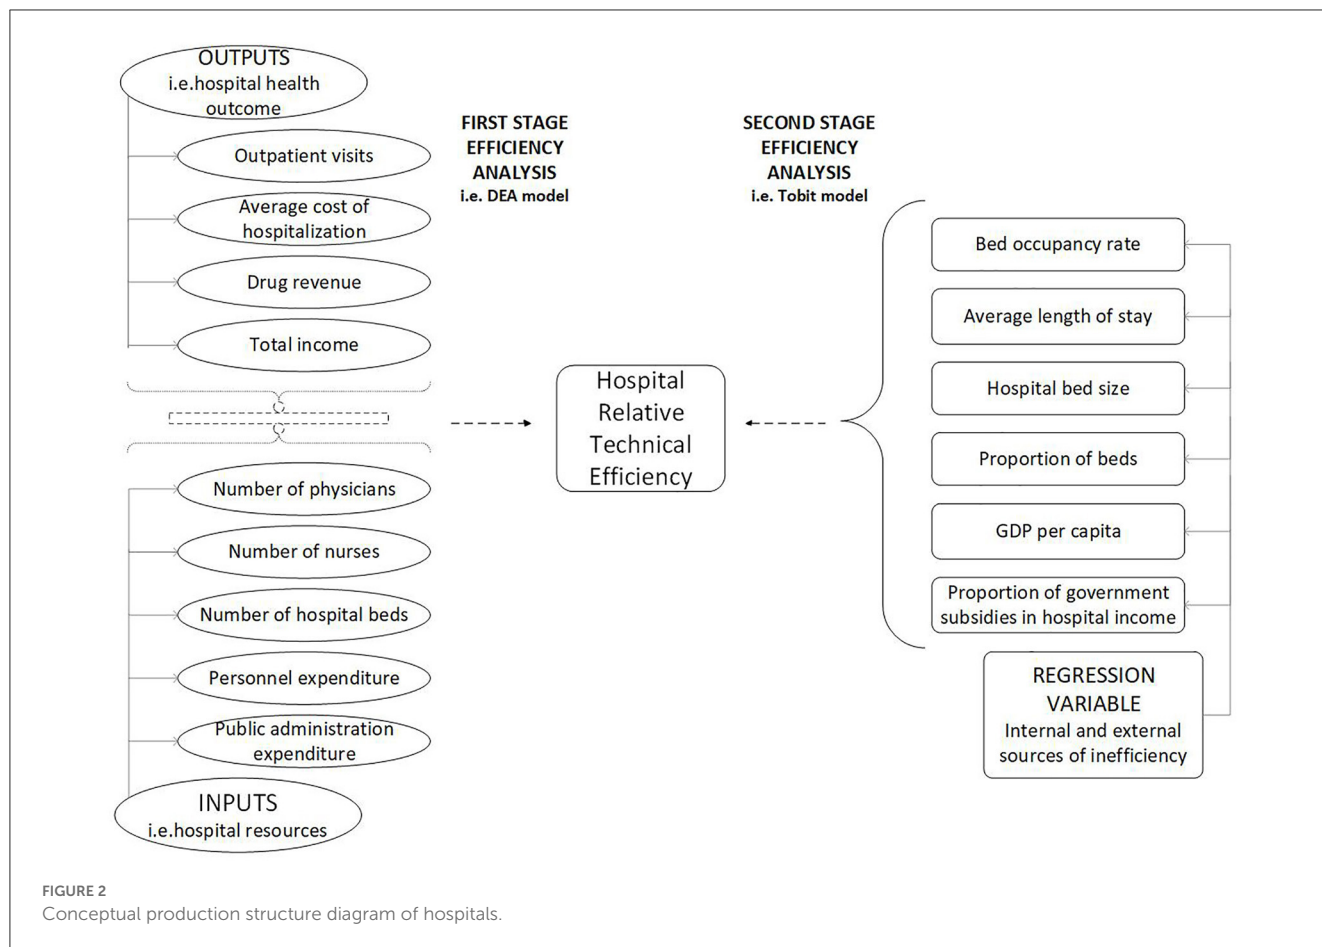 OUTPUTS
i.e.hospital health
outcome
Outpatient visits
Average cost of
hospitalization
Drug revenue
Total income
Number of physicians
Number of nurses
Number of hospital beds
Personnel expenditure
Public administration
expenditure
INPUTS
i.e.hospital resources
FIRST STAGE
EFFICIENCY
ANALYSIS
i.e. DEA model
Hospital
Relative
Technical
Efficiency
SECOND STAGE
EFFICIENCY
ANALYSIS
i.e. Tobit model
Bed occupancy rate
Average length of stay
Hospital bed size
Proportion of beds
GDP per capita
Proportion of government
subsidies in hospital income
REGRESSION
VARIABLE
Internal and external
sources of inefficiency
FIGURE 2
Conceptual production structure diagram of hospitals.